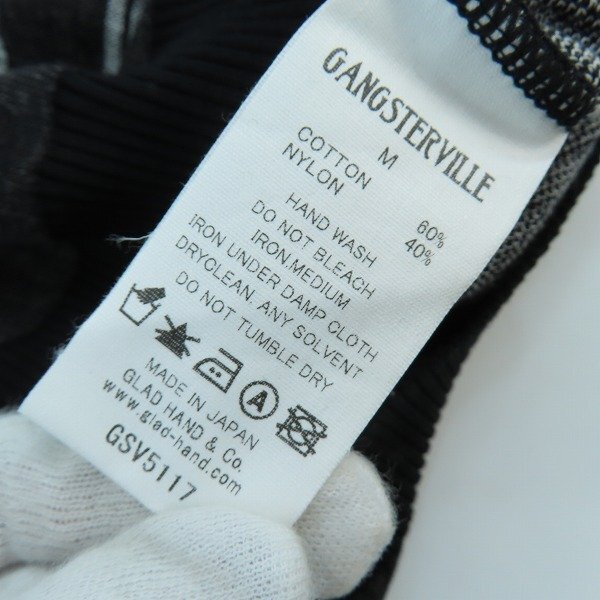 GANGSTERVILLE
M
COTTON 60%
NYLON 40%
HAND WASH
DO NOT BLEACH
IRON.MEDIUM
IRON UNDER DAMP CLOTH
DRYCLEAN. ANY SOLVENT
DO NOT TUMBLE DRY
A
MADE IN JAPAN
GLAD HAND & Co.
www.glad-hand.com
GSV5117